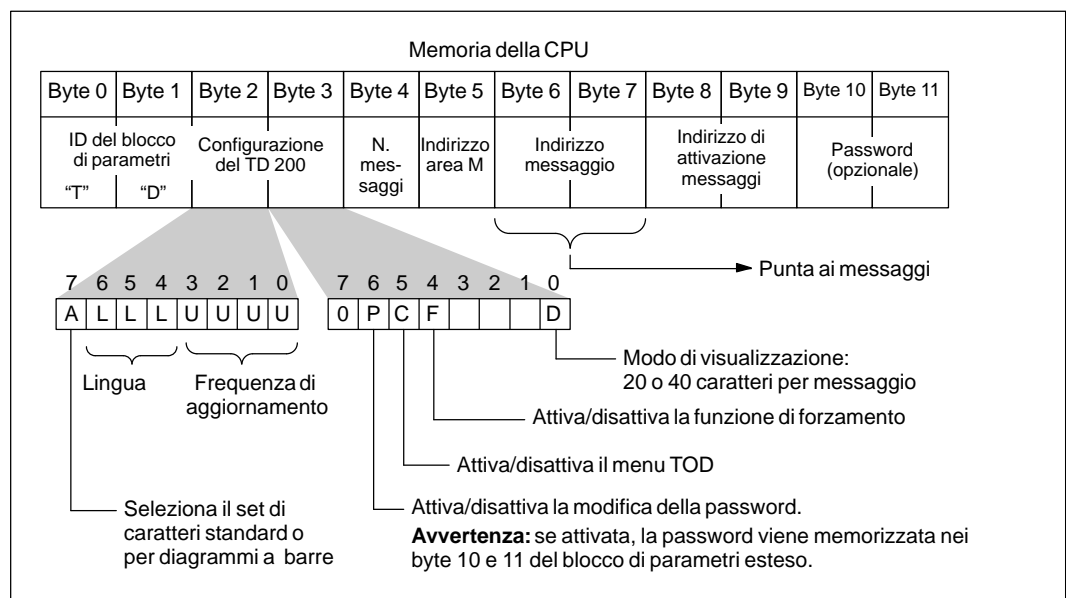 Memoria della CPU
Byte 0 Byte 1 Byte 2 Byte 3 Byte 4 Byte 5 Byte 6 Byte 7 Byte 8 Byte 9 Byte 10 Byte 11
ID del blocco
di parametri
“T” “D”
Configurazione
del TD 200
N.
mes-
saggi
Indirizzo
area M
Indirizzo
messaggio
Indirizzo di
attivazione
messaggi
Password
(opzionale)
Punta ai messaggi
7 6 5 4 3 2 1 0
A L L L U U U U
7 6 5 4 3 2 1 0
0 P C F D
Lingua
Frequenza di
aggiornamento
Modo di visualizzazione:
20 o 40 caratteri per messaggio
Attiva/disattiva la funzione di forzamento
Attiva/disattiva il menu TOD
Seleziona il set di
caratteri standard o
per diagrammi a barre
Attiva/disattiva la modifica della password.
Avvertenza: se attivata, la password viene memorizzata nei
byte 10 e 11 del blocco di parametri esteso.